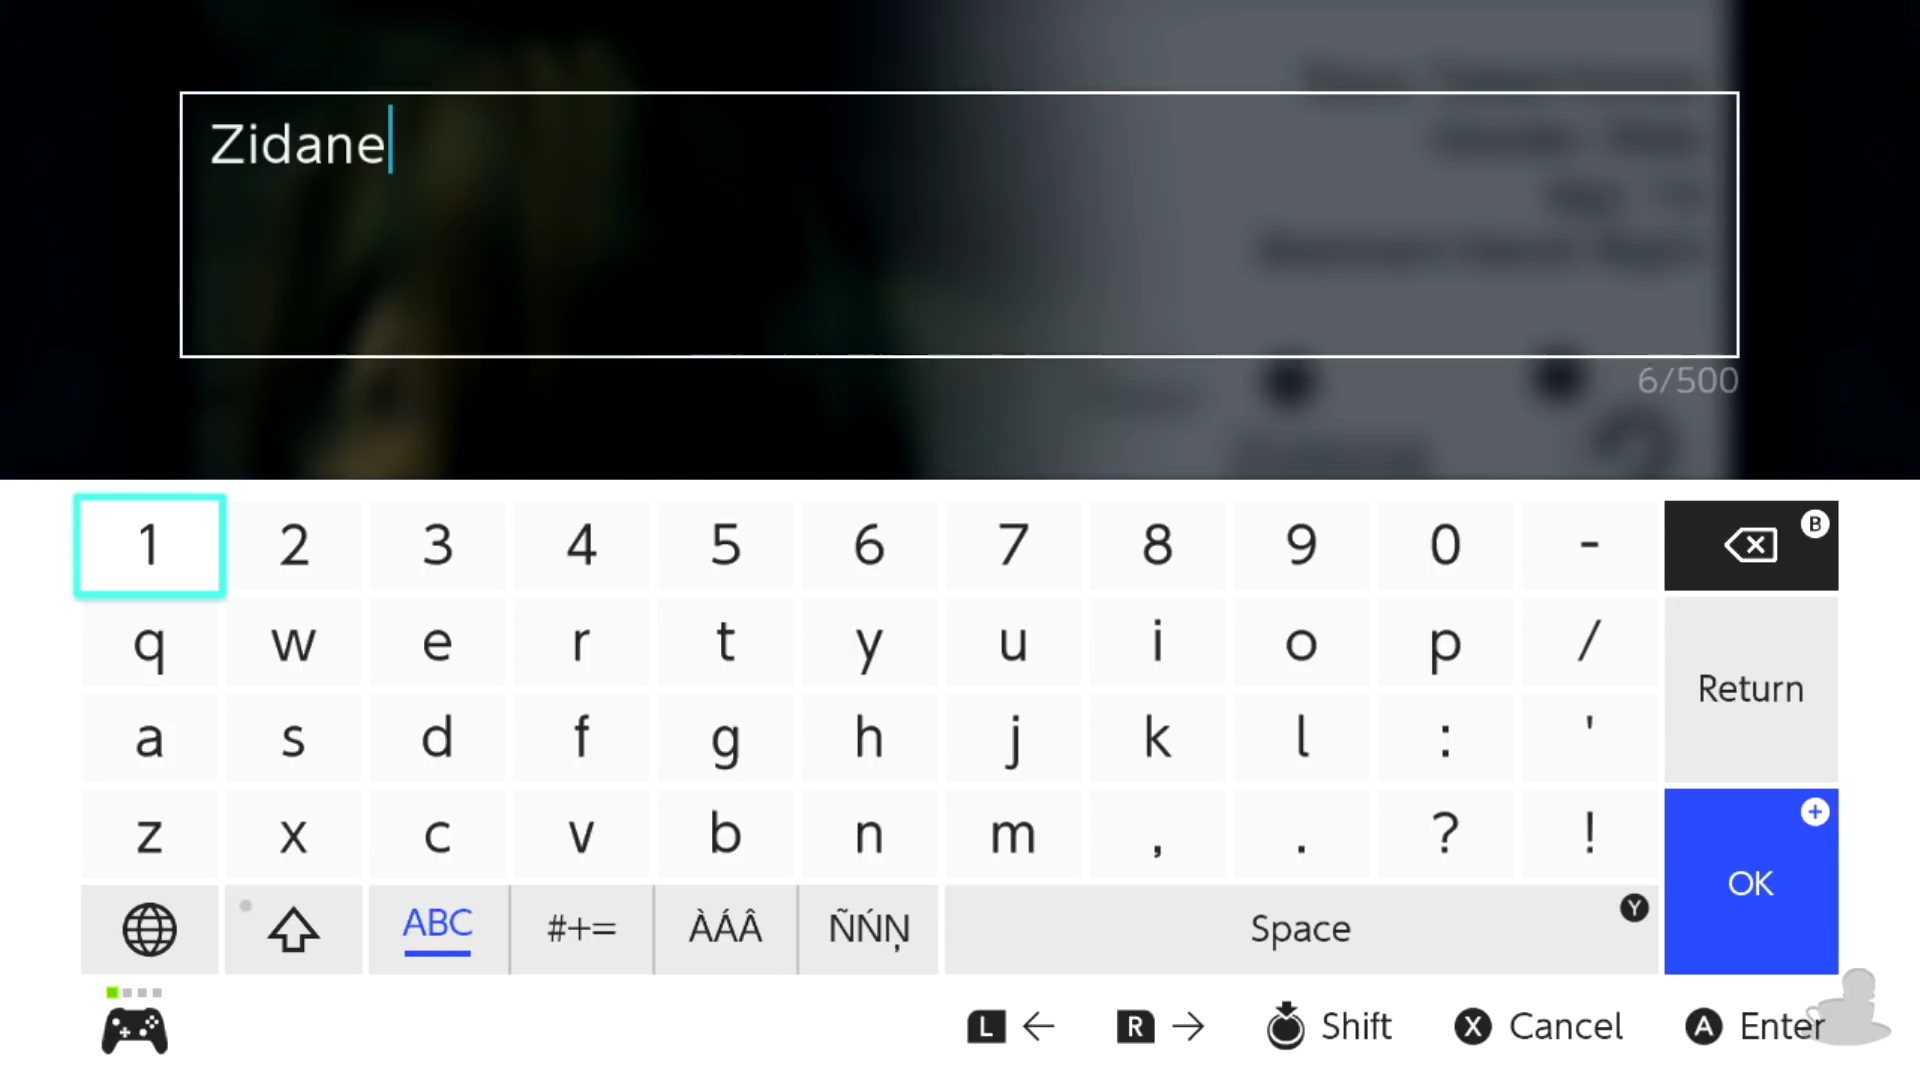 Zidane
6/500
1 2 3 4 5 6 7 8 9 0 - B
q w e r t y u i o p /
Return
a s d f g h j k l : '
z x c v b n m , . ? ! +
OK
ABC #+= ÀÁÂ ÑŃŅ Space Y
L ← R → Shift X Cancel A Enter